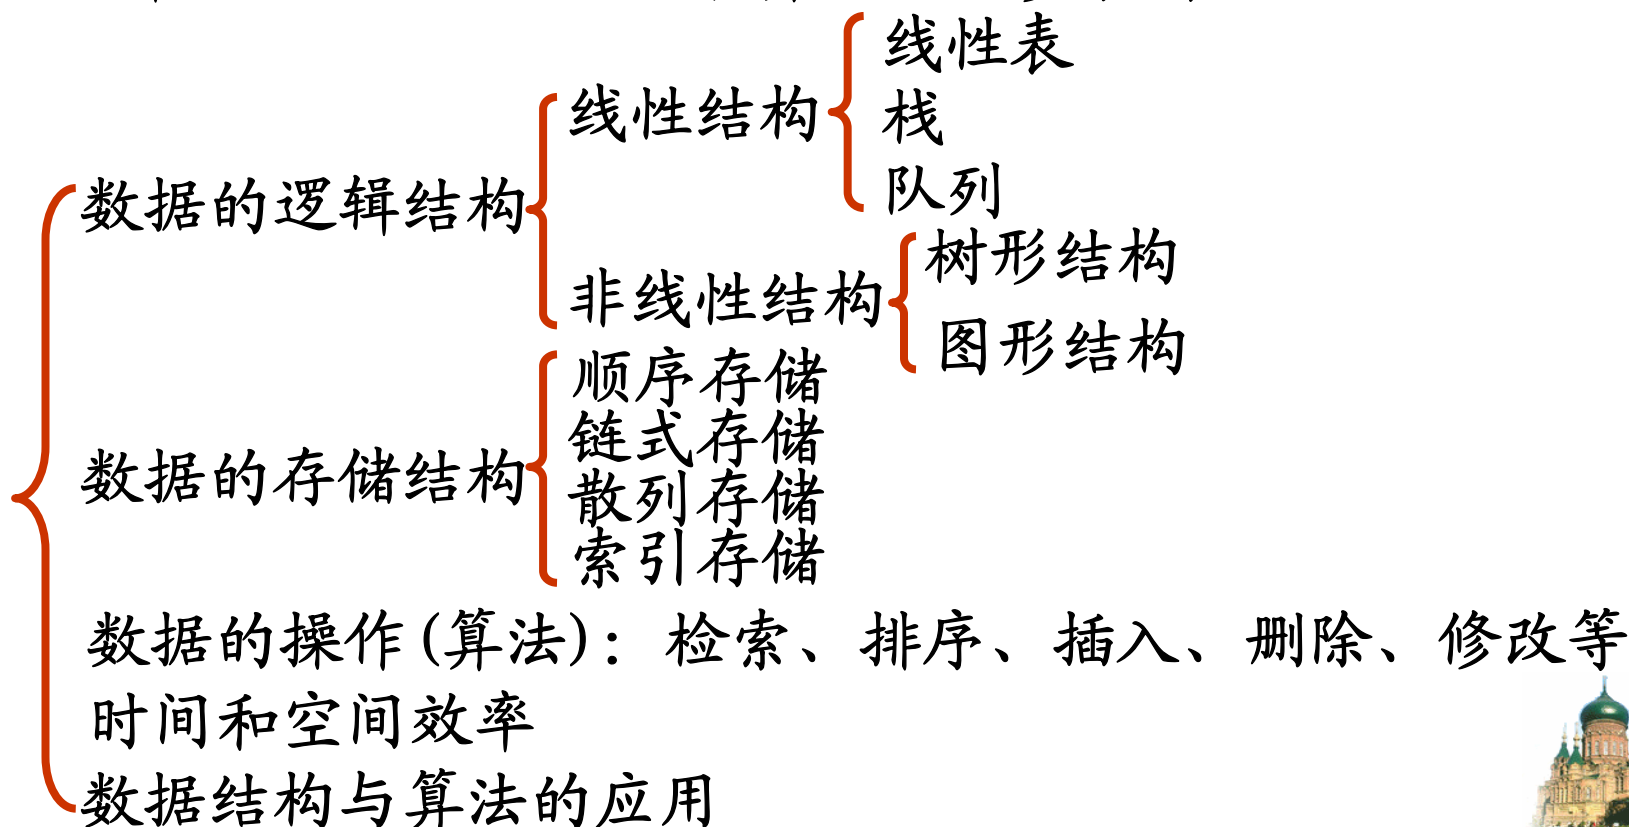 线性表
线性结构
栈
队列
数据的逻辑结构
树形结构
非线性结构
图形结构
顺序存储
链式存储
数据的存储结构
散列存储
索引存储
数据的操作(算法)：检索、排序、插入、删除、修改等
时间和空间效率
数据结构与算法的应用